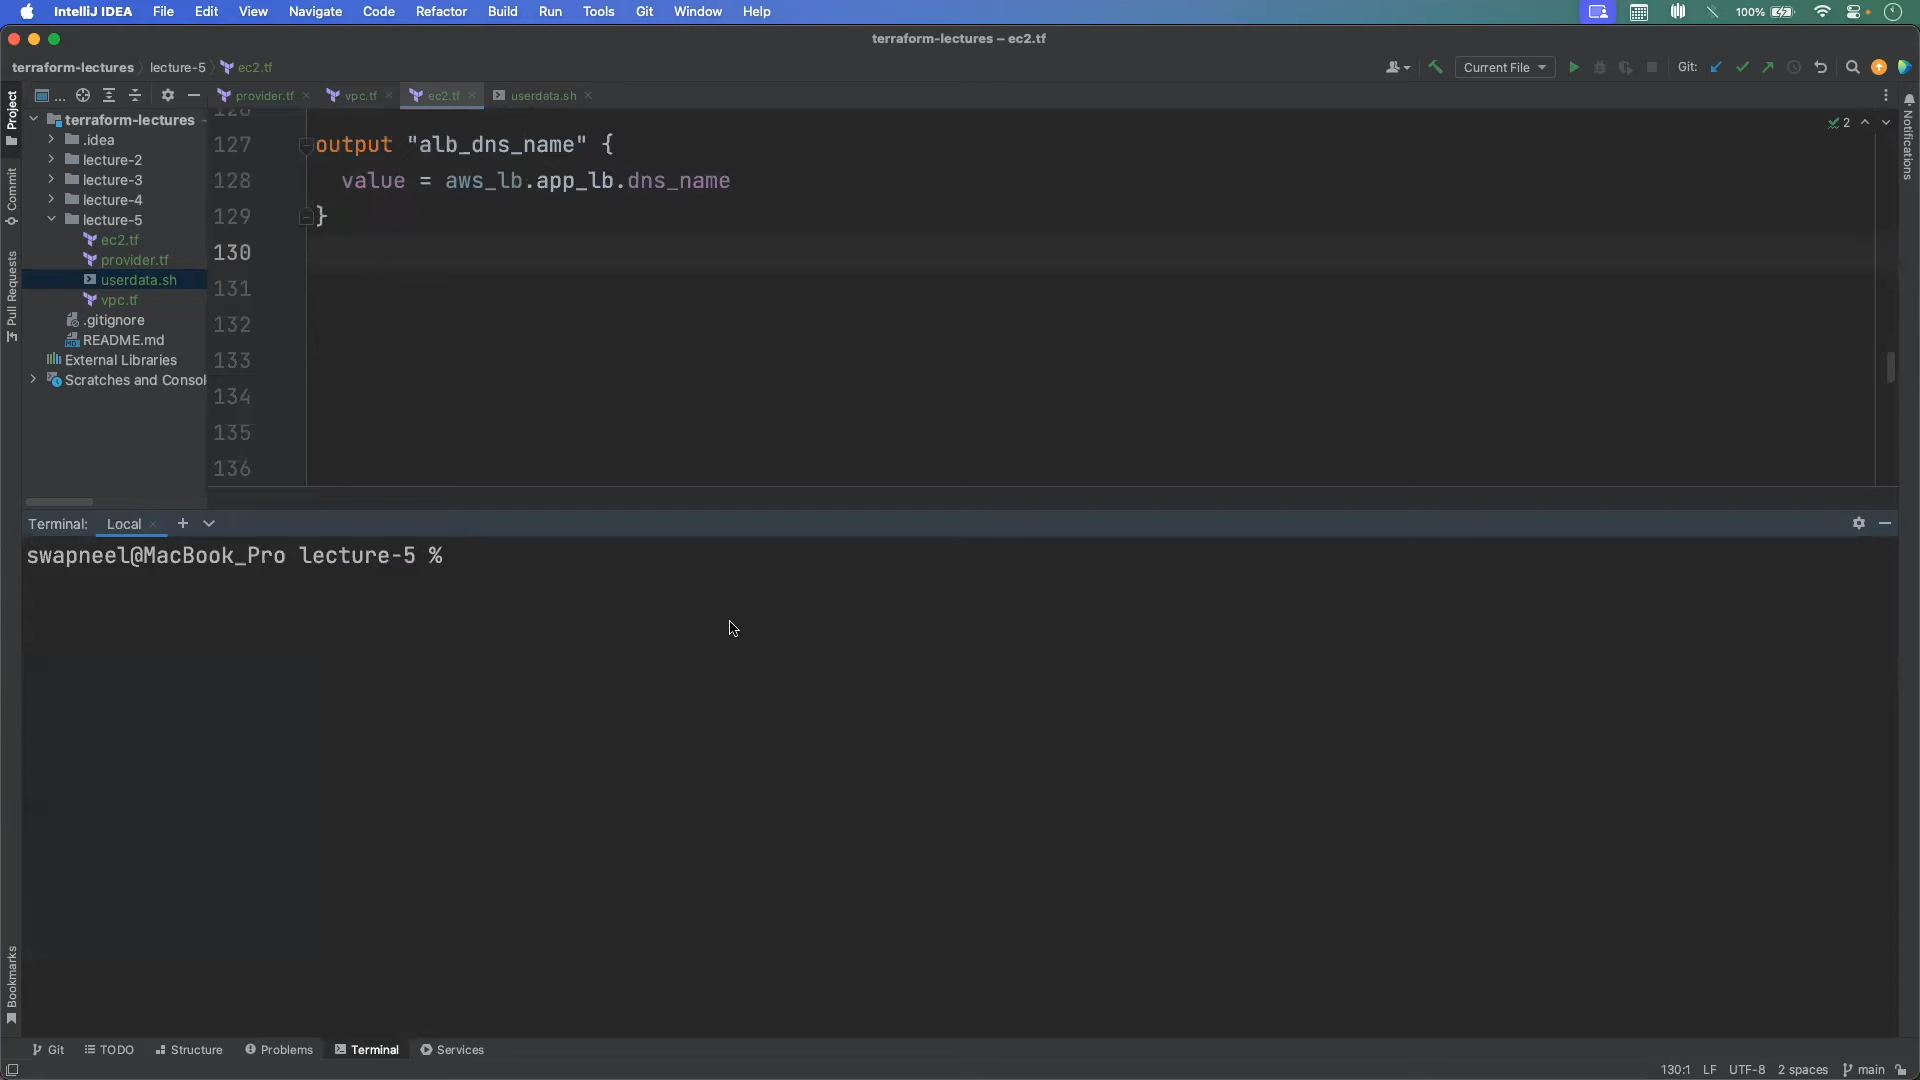 IntelliJ IDEA File Edit View Navigate Code Refactor Build Run Tools Git Window Help 100%
terraform-lectures – ec2.tf
terraform-lectures lecture-5 ec2.tf Current File Git:
... provider.tf vpc.tf ec2.tf userdata.sh
Project
Commit
Pull Requests
Bookmarks
Notifications
terraform-lectures
.idea
lecture-2
lecture-3
lecture-4
lecture-5
ec2.tf
provider.tf
userdata.sh
vpc.tf
.gitignore
README.md
External Libraries
Scratches and Consol
2
126
127 output "alb_dns_name" {
128 value = aws_lb.app_lb.dns_name
129 }
130
131
132
133
134
135
136
Terminal: Local
swapneel@MacBook_Pro lecture-5 %
Git TODO Structure Problems Terminal Services
130:1 LF UTF-8 2 spaces main